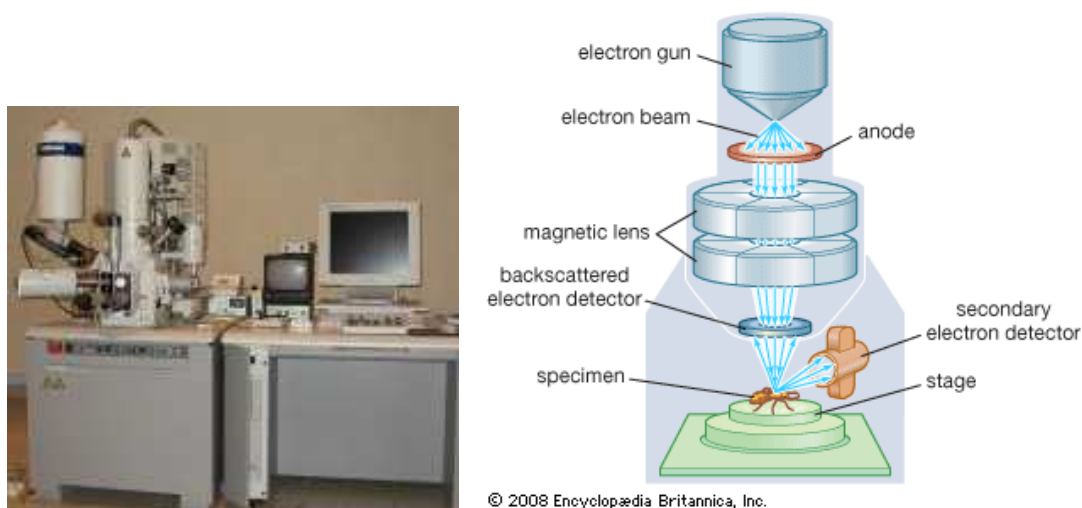 electron gun
electron beam
anode
magnetic lens
backscattered
electron detector
secondary
electron detector
specimen
stage
© 2008 Encyclopædia Britannica, Inc.